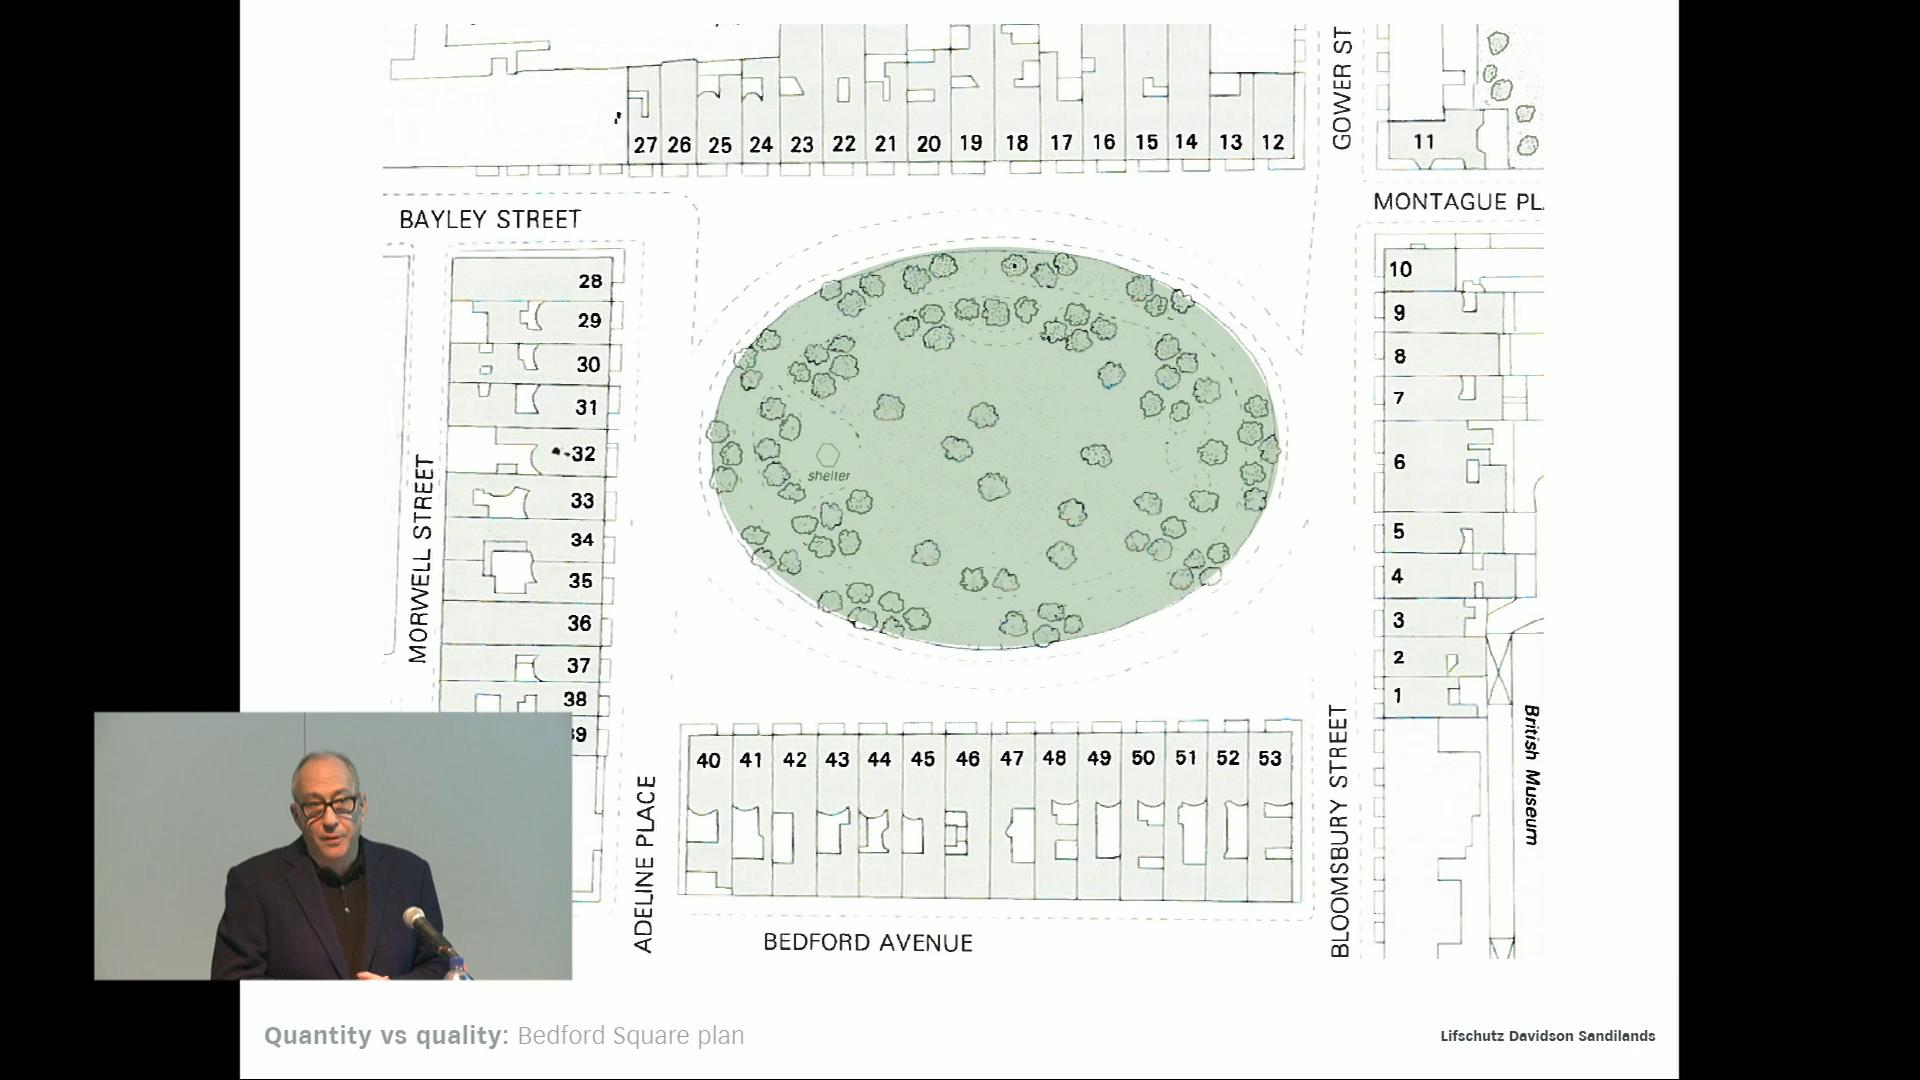 GOWER ST
27 26 25 24 23 22 21 20 19 18 17 16 15 14 13 12
11
MONTAGUE PL
BAYLEY STREET
28
29
30
31
32
33
34
35
36
37
38
39
MORWELL STREET
shelter
10
9
8
7
6
5
4
3
2
1
British Museum
40 41 42 43 44 45 46 47 48 49 50 51 52 53
ADELINE PLACE
BLOOMSBURY STREET
BEDFORD AVENUE
Quantity vs quality: Bedford Square plan
Lifschutz Davidson Sandilands